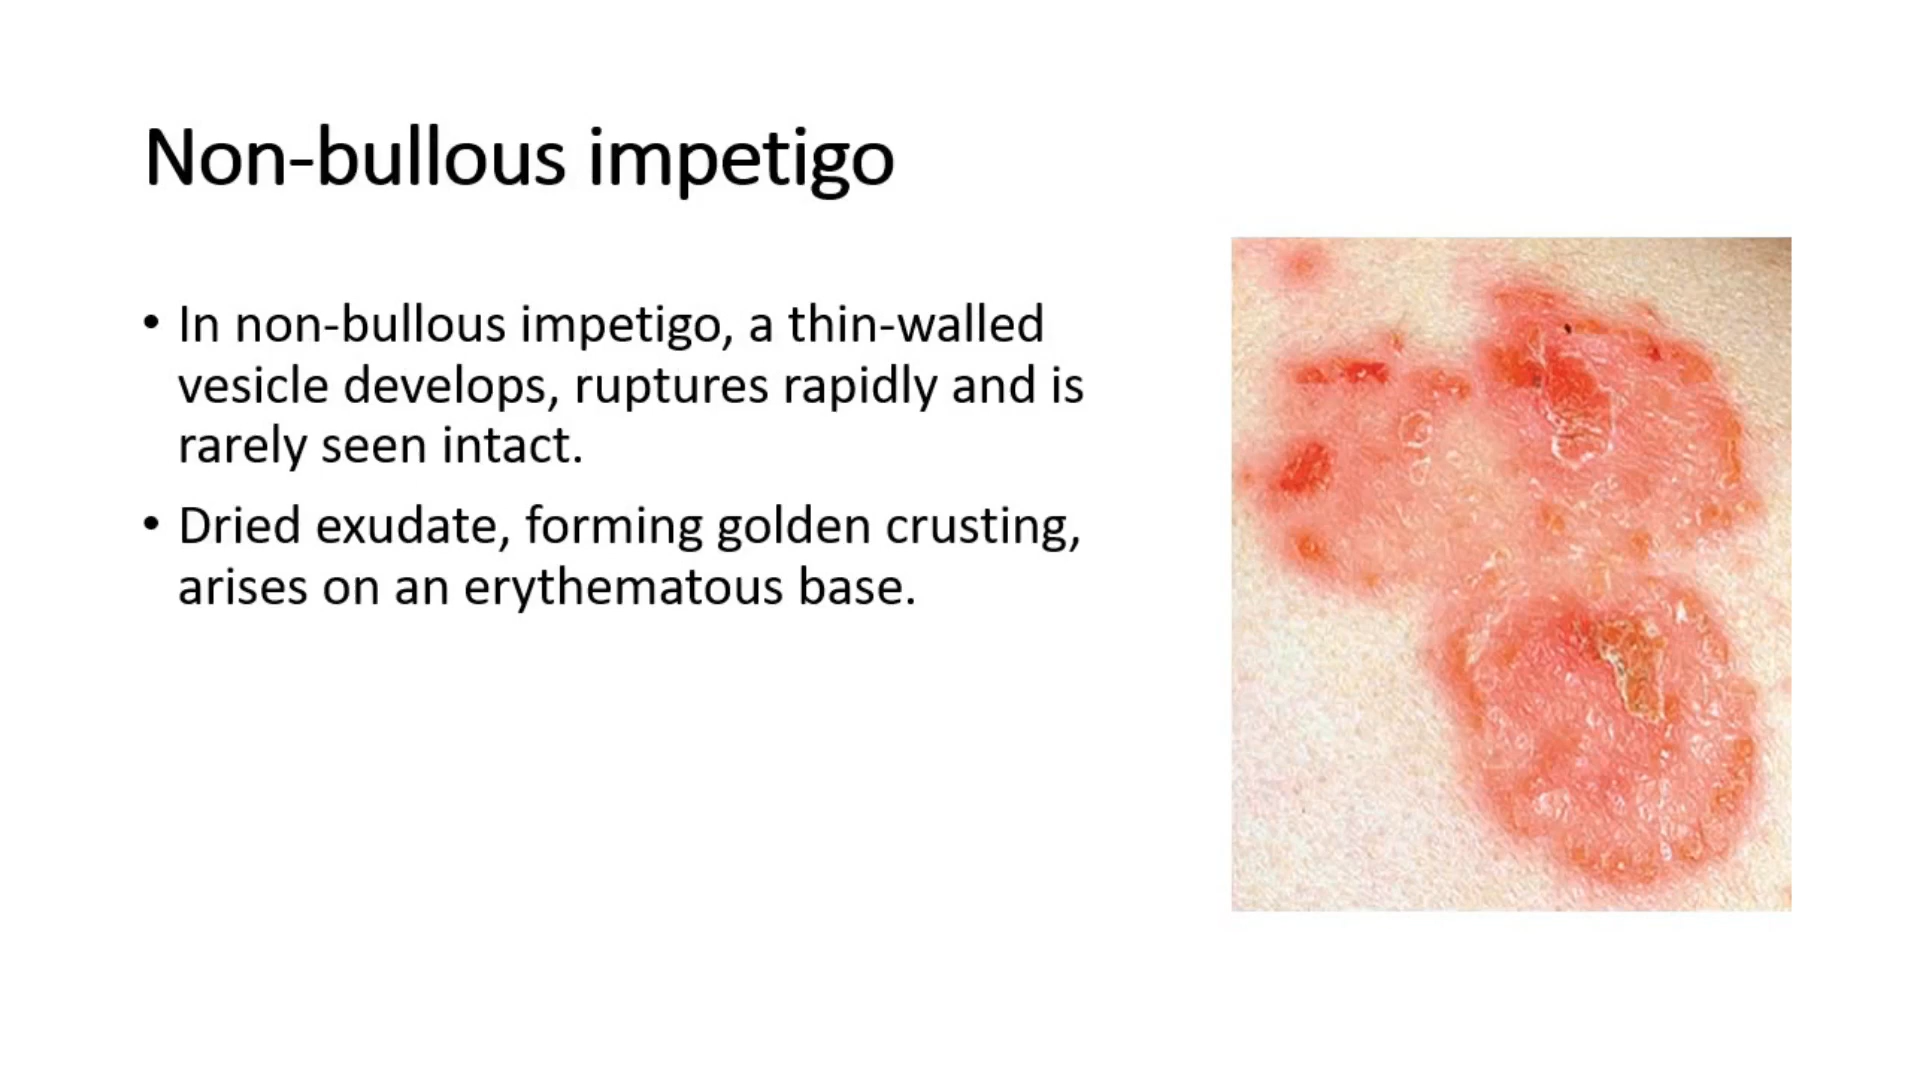 Non-bullous impetigo
• In non-bullous impetigo, a thin-walled
vesicle develops, ruptures rapidly and is
rarely seen intact.
• Dried exudate, forming golden crusting,
arises on an erythematous base.